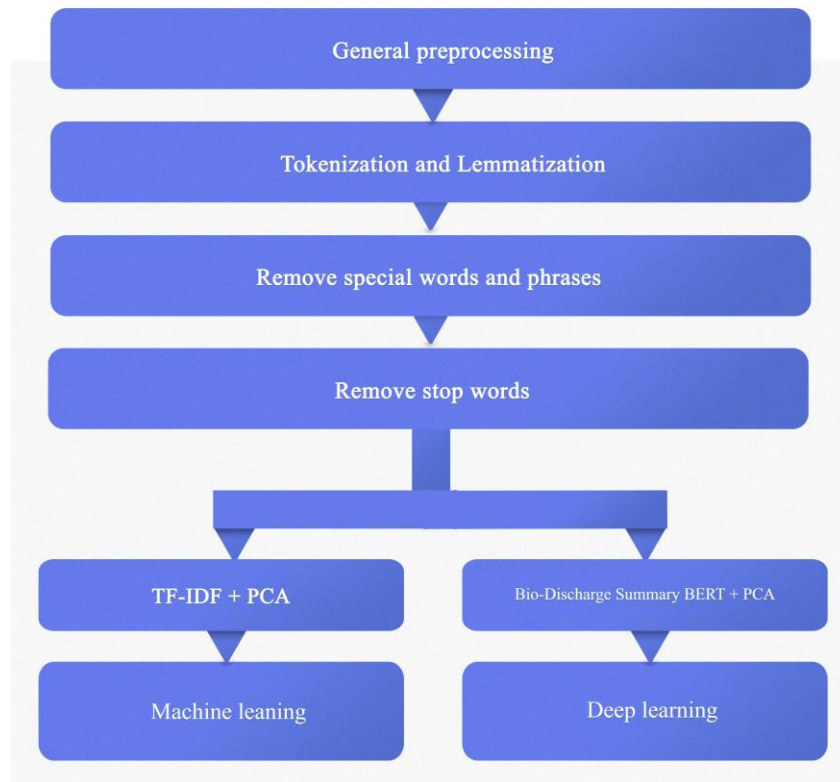 General preprocessing
Tokenization and Lemmatization
Remove special words and phrases
Remove stop words
TF-IDF + PCA
Bio-Discharge Summary BERT + PCA
Machine leaning
Deep learning